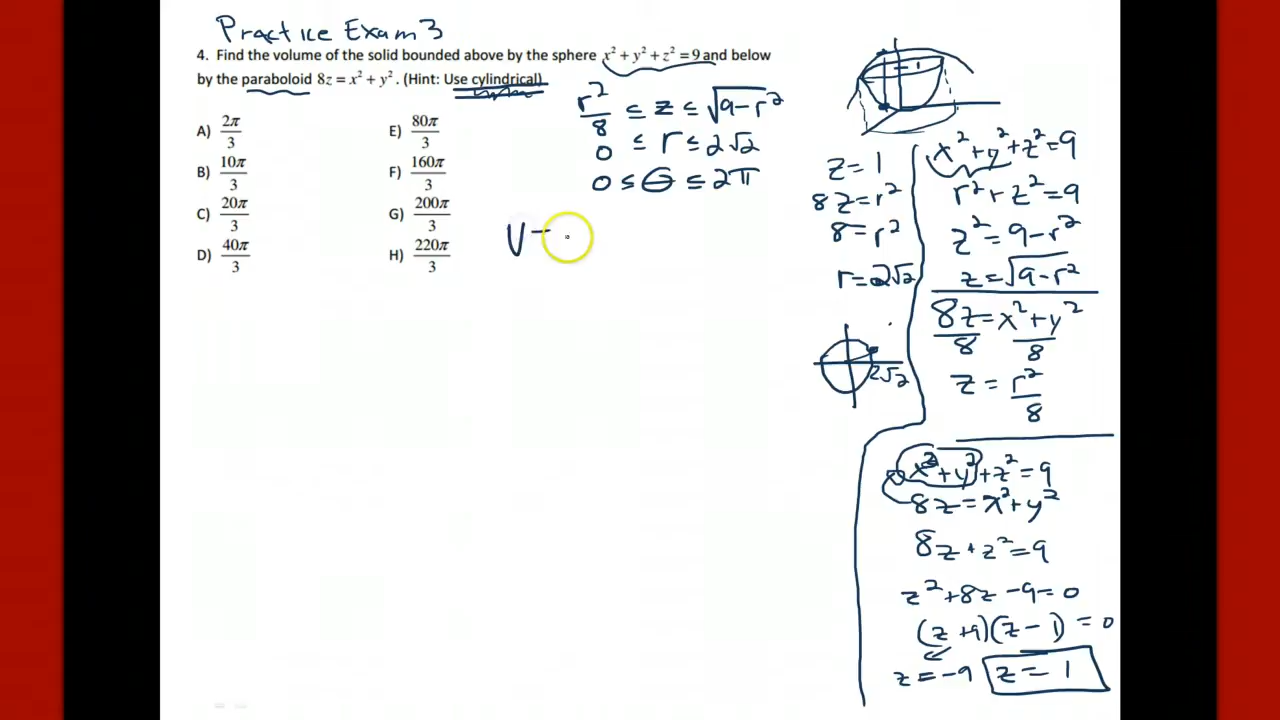 Practice Exam 3
4. Find the volume of the solid bounded above by the sphere x² + y² + z² = 9 and below
by the paraboloid 8z = x² + y². (Hint: Use cylindrical)
A) 2π/3
B) 10π/3
C) 20π/3
D) 40π/3
E) 80π/3
F) 160π/3
G) 200π/3
H) 220π/3
r²/8 ≤ z ≤ √9-r²
0 ≤ r ≤ 2√2
0 ≤ θ ≤ 2π
V=
z=1
8z=r²
8=r²
r=2√2
2√2
x²+y²+z²=9
r²+z²=9
z²=9-r²
z=√9-r²
8z/8=x²+y²/8
z=r²/8
x²+y²+z²=9
8z=x²+y²
8z+z²=9
z²+8z-9=0
(z+9)(z-1)=0
z=-9 z=1